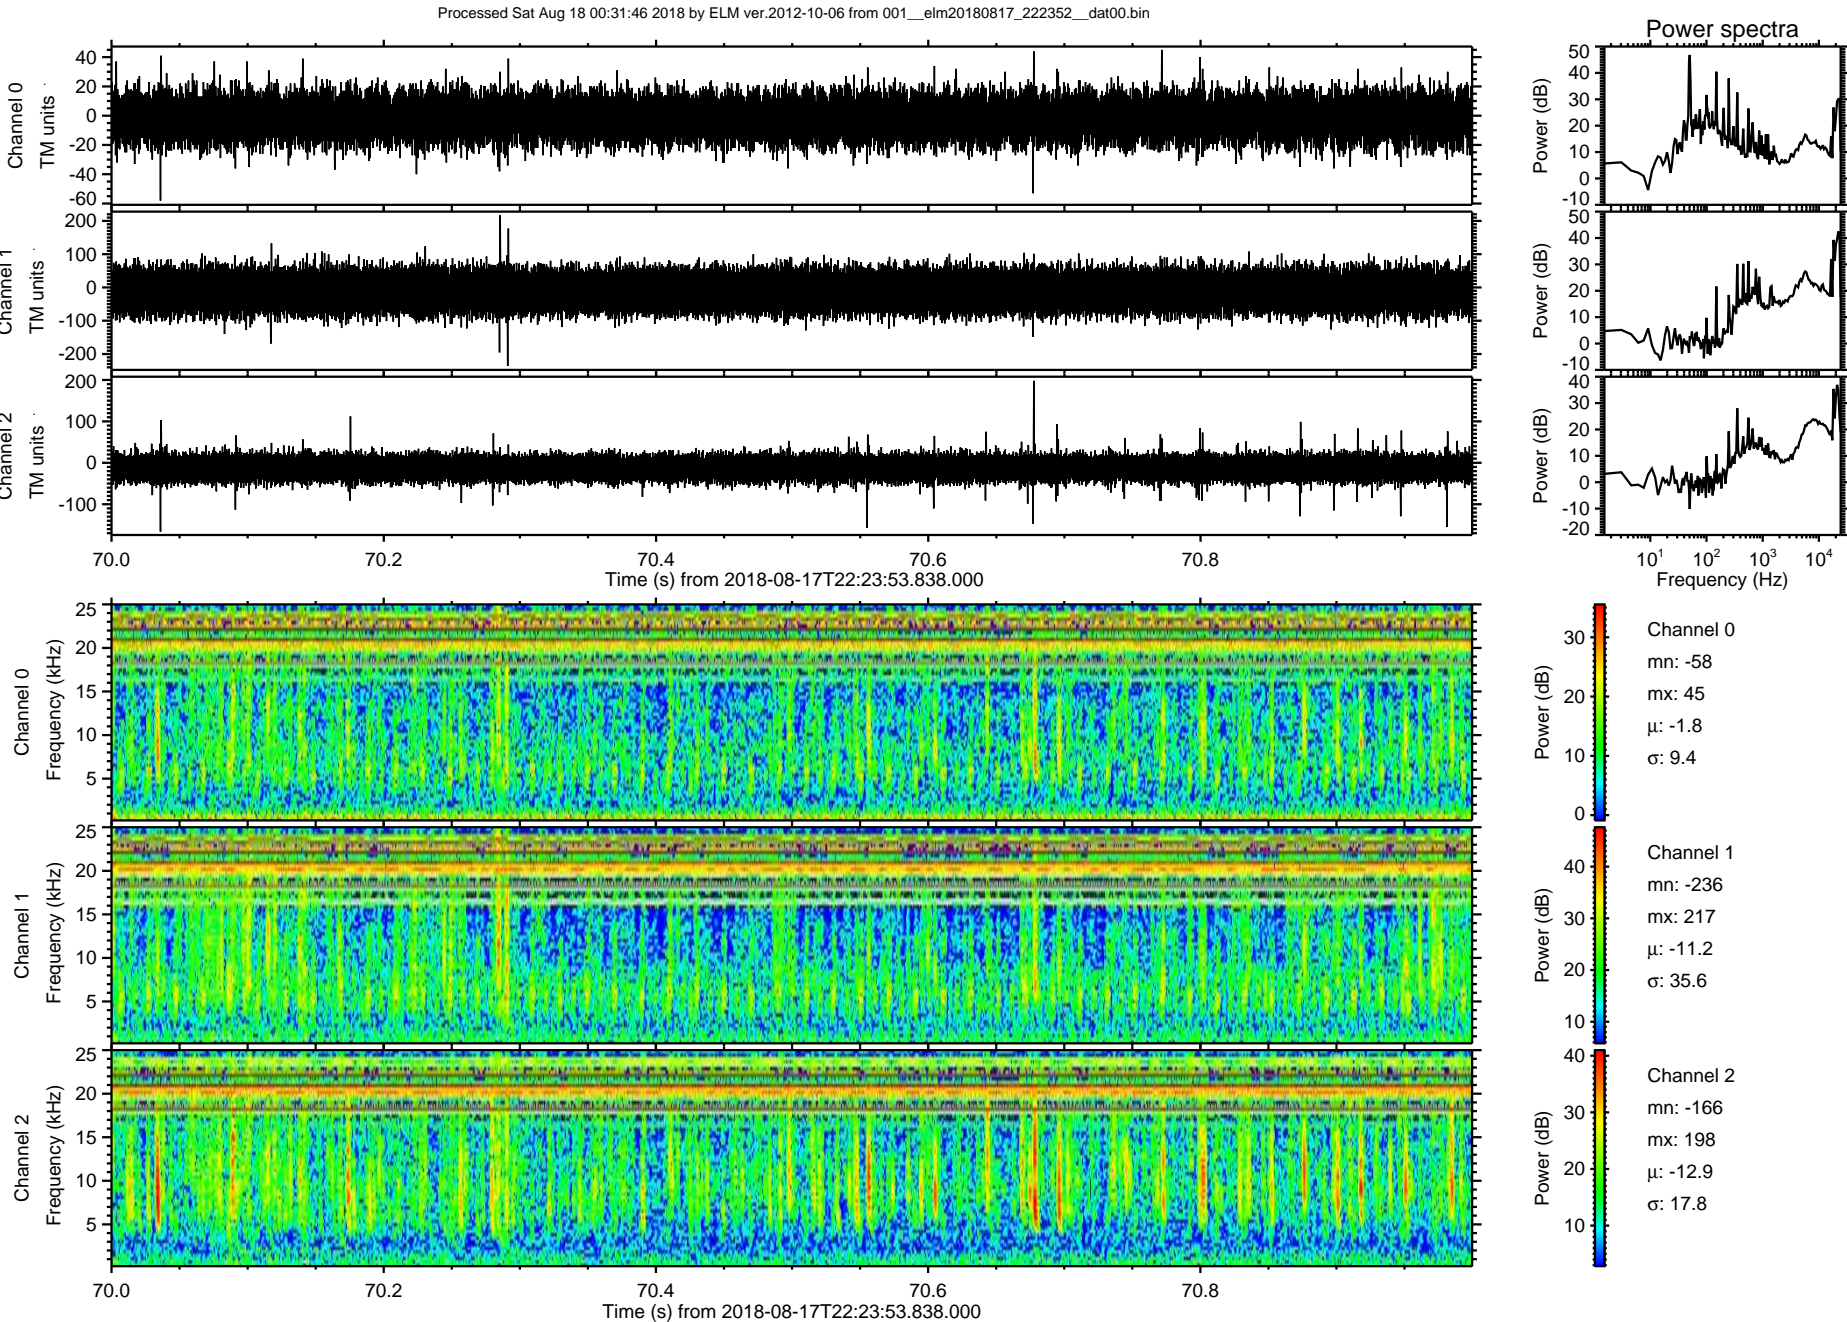 Processed Sat Aug 18 00:31:46 2018 by ELM ver.2012-10-06 from 001__elm20180817_222352__dat00.bin
Power spectra
Channel 0
TM units
40
20
0
-20
-40
-60
Power (dB)
50
40
30
20
10
0
-10
Channel 1
TM units
200
100
0
-100
-200
Power (dB)
50
40
30
20
10
0
-10
Channel 2
TM units
200
100
0
-100
Power (dB)
40
30
20
10
0
-10
-20
70.0 70.2 70.4 70.6 70.8
Time (s) from 2018-08-17T22:23:53.838.000
10¹ 10² 10³ 10⁴
Frequency (Hz)
Channel 0
Frequency (kHz)
25
20
15
10
5
Power (dB)
30
20
10
0
Channel 0
mn: -58
mx: 45
μ: -1.8
σ: 9.4
Channel 1
Frequency (kHz)
25
20
15
10
5
Power (dB)
40
30
20
10
Channel 1
mn: -236
mx: 217
μ: -11.2
σ: 35.6
Channel 2
Frequency (kHz)
25
20
15
10
5
Power (dB)
40
30
20
10
Channel 2
mn: -166
mx: 198
μ: -12.9
σ: 17.8
70.0 70.2 70.4 70.6 70.8
Time (s) from 2018-08-17T22:23:53.838.000